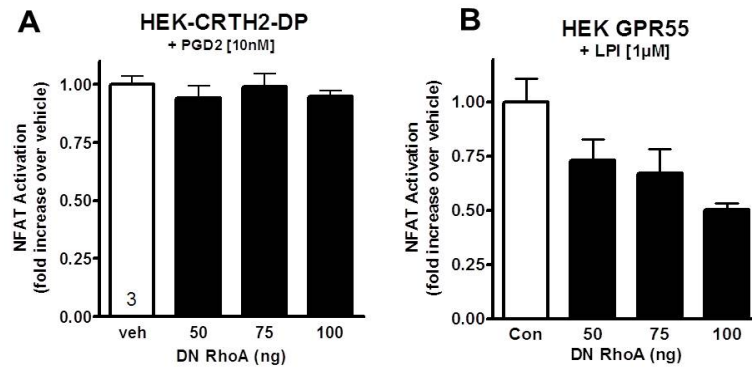 A
HEK-CRTH2-DP
+ PGD2 [10nM]
NFAT Activation
(fold increase over vehicle)
1.00
0.75
0.50
0.25
0.00
3
veh 50 75 100
DN RhoA (ng)
B
HEK GPR55
+ LPI [1µM]
NFAT Activation
(fold increase over vehicle)
1.00
0.75
0.50
0.25
0.00
Con 50 75 100
DN RhoA (ng)